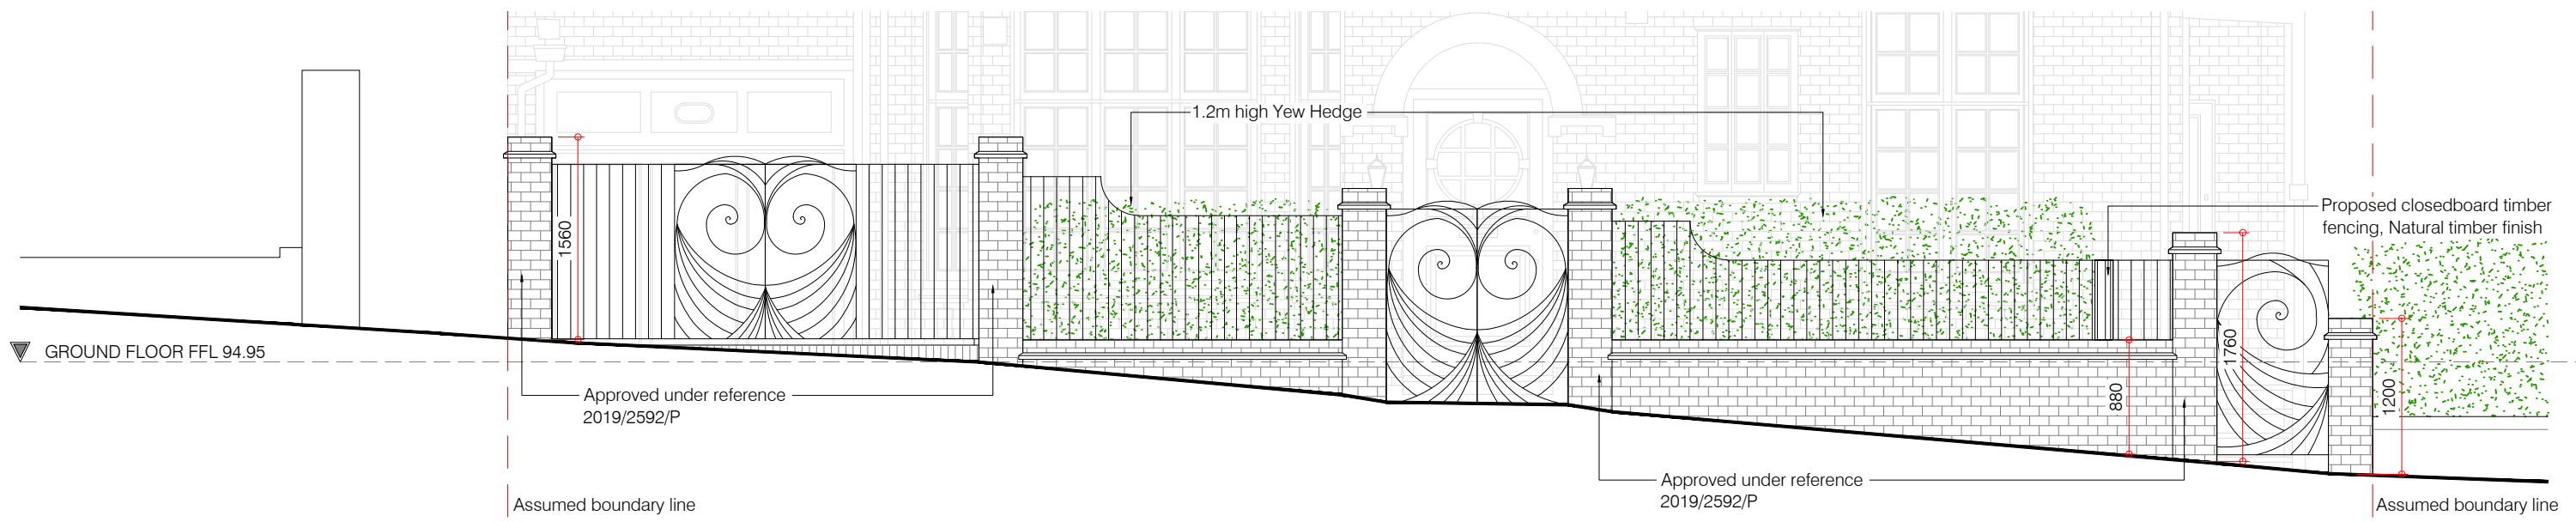 1.2m high Yew Hedge
Proposed closedboard timber
fencing, Natural timber finish
1560
GROUND FLOOR FFL 94.95
1760
880
1200
Approved under reference
2019/2592/P
Approved under reference
2019/2592/P
Assumed boundary line
Assumed boundary line